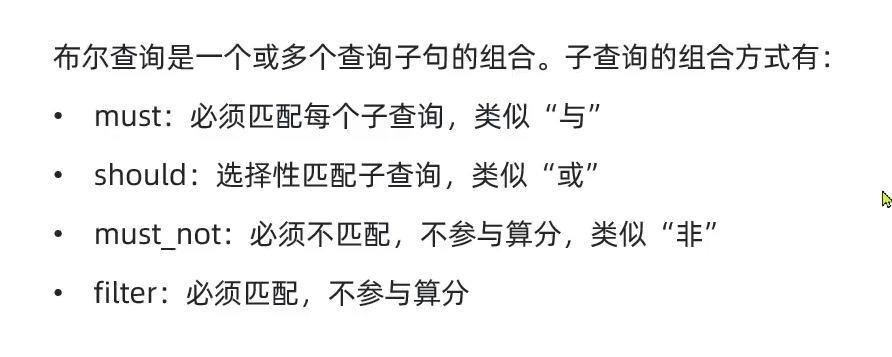 布尔查询是一个或多个查询子句的组合。子查询的组合方式有：
• must：必须匹配每个子查询，类似“与”
• should：选择性匹配子查询，类似“或”
• must_not：必须不匹配，不参与算分，类似“非”
• filter：必须匹配，不参与算分